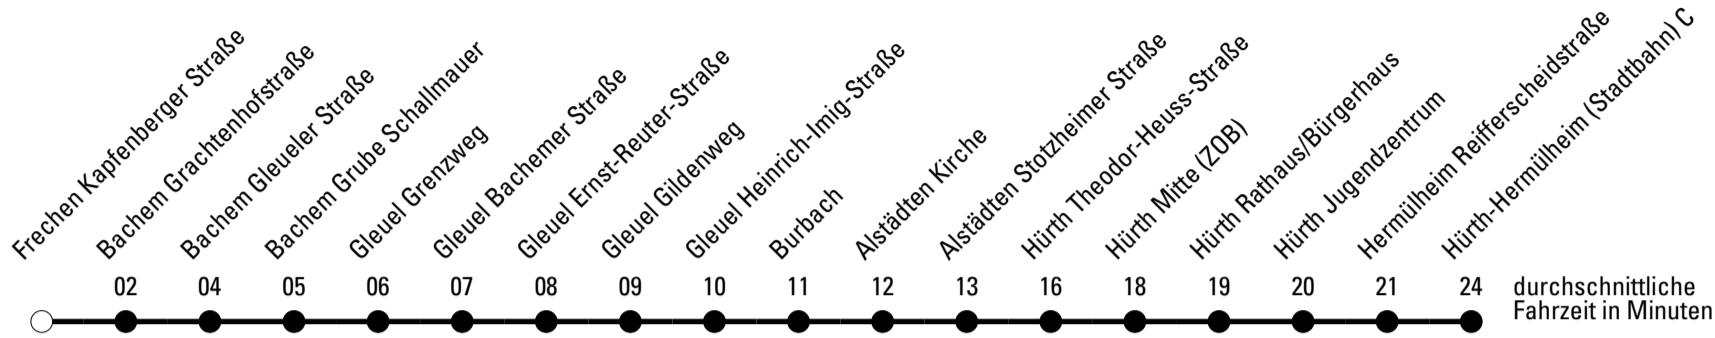 Frechen Kapfenberger Straße
Bachem Grachtenhofstraße
Bachem Gleueler Straße
Bachem Grube Schallmauer
Gleuel Grenzweg
Gleuel Bachemer Straße
Gleuel Ernst-Reuter-Straße
Gleuel Gildenweg
Gleuel Heinrich-Imig-Straße
Burbach
Alstädten Kirche
Alstädten Stotzheimer Straße
Hürth Theodor-Heuss-Straße
Hürth Mitte (ZOB)
Hürth Rathaus/Bürgerhaus
Hürth Jugendzentrum
Hermülheim Reifferscheidstraße
Hürth-Hermülheim (Stadtbahn) C
02 04 05 06 07 08 09 10 11 12 13 16 18 19 20 21 24 durchschnittliche
Fahrzeit in Minuten